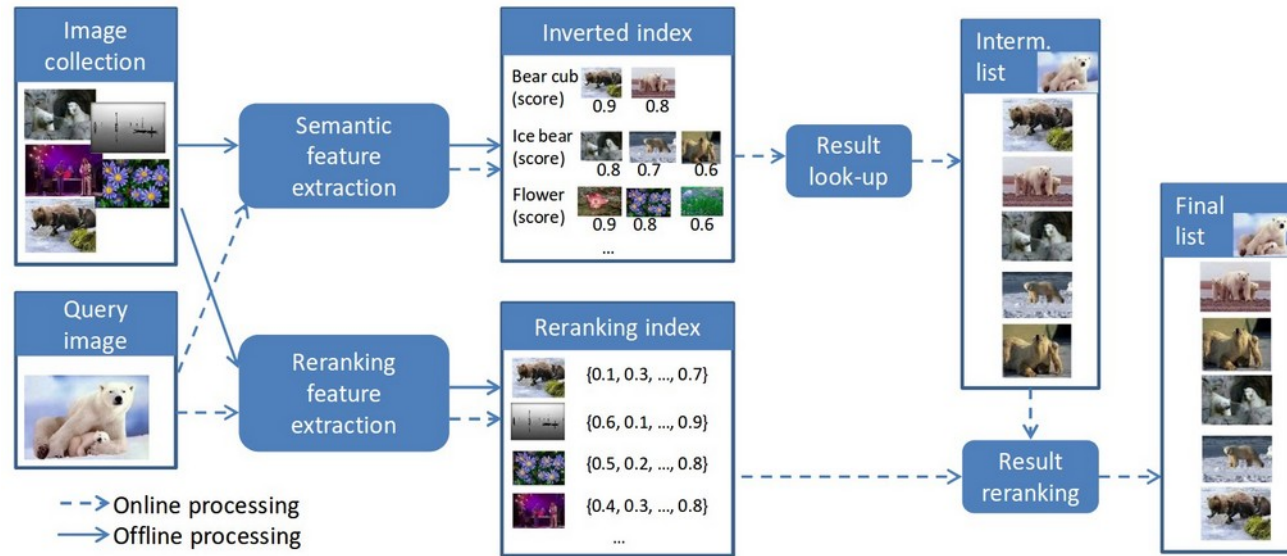 Image
collection
Semantic
feature
extraction
Inverted index
Bear cub
(score)
0.9 0.8
Ice bear
(score)
0.8 0.7 0.6
Flower
(score)
0.9 0.8 0.6
...
Result
look-up
Interm.
list
Final
list
Query
image
Reranking
feature
extraction
Reranking index
{0.1, 0.3, ..., 0.7}
{0.6, 0.1, ..., 0.9}
{0.5, 0.2, ..., 0.8}
{0.4, 0.3, ..., 0.8}
...
Result
reranking
Online processing
Offline processing